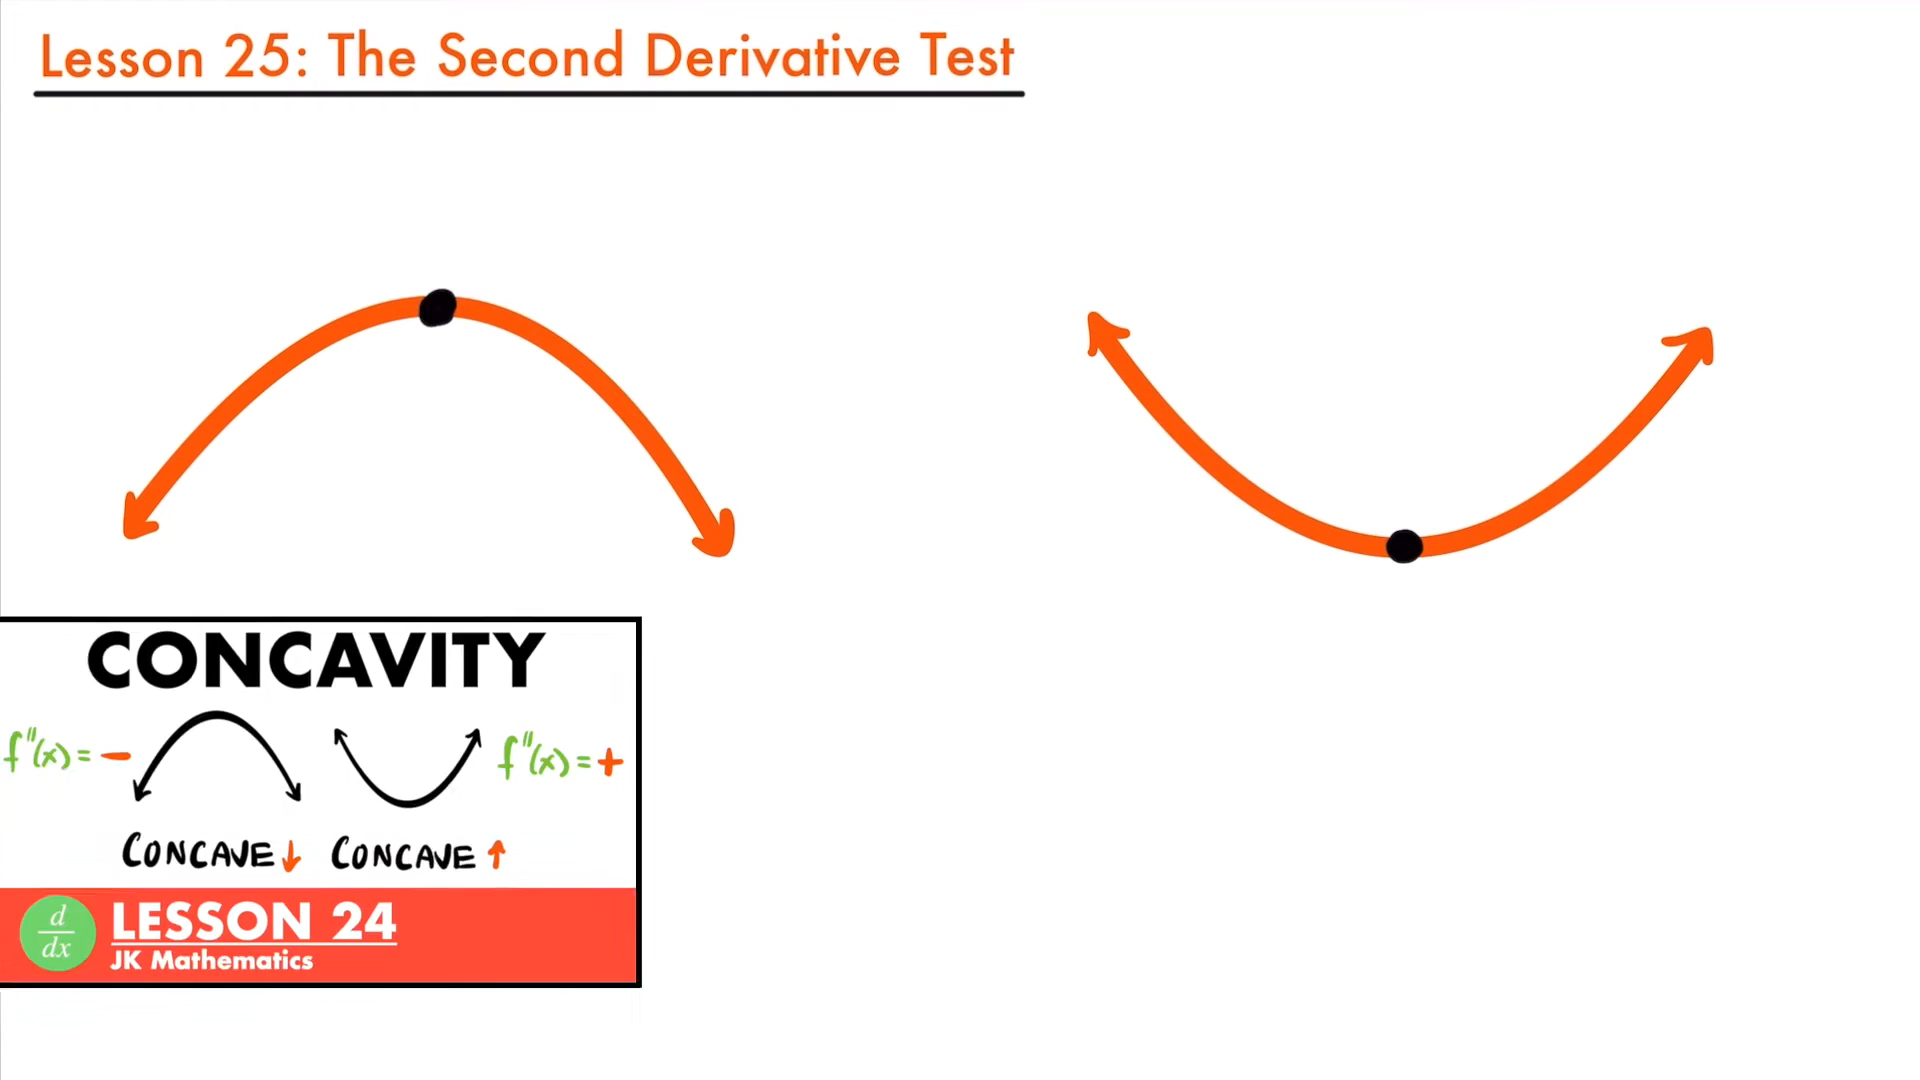 Lesson 25: The Second Derivative Test
CONCAVITY
f"(x) = − f"(x) = +
CONCAVE ↓ CONCAVE ↑
d
dx
LESSON 24
JK Mathematics